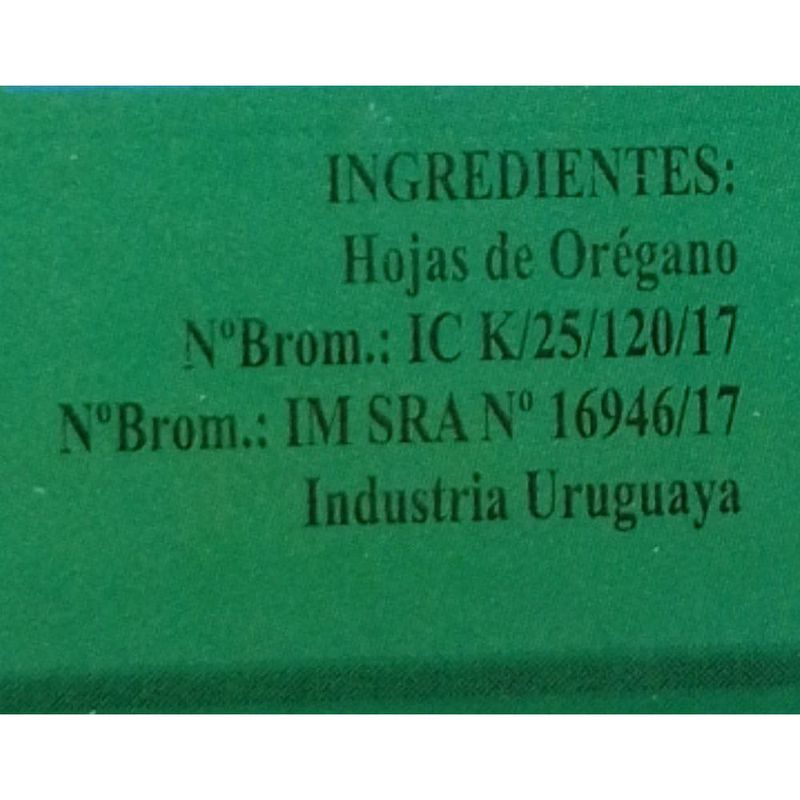 INGREDIENTES:
Hojas de Orégano
NºBrom.: IC K/25/120/17
NºBrom.: IM SRA Nº 16946/17
Industria Uruguaya